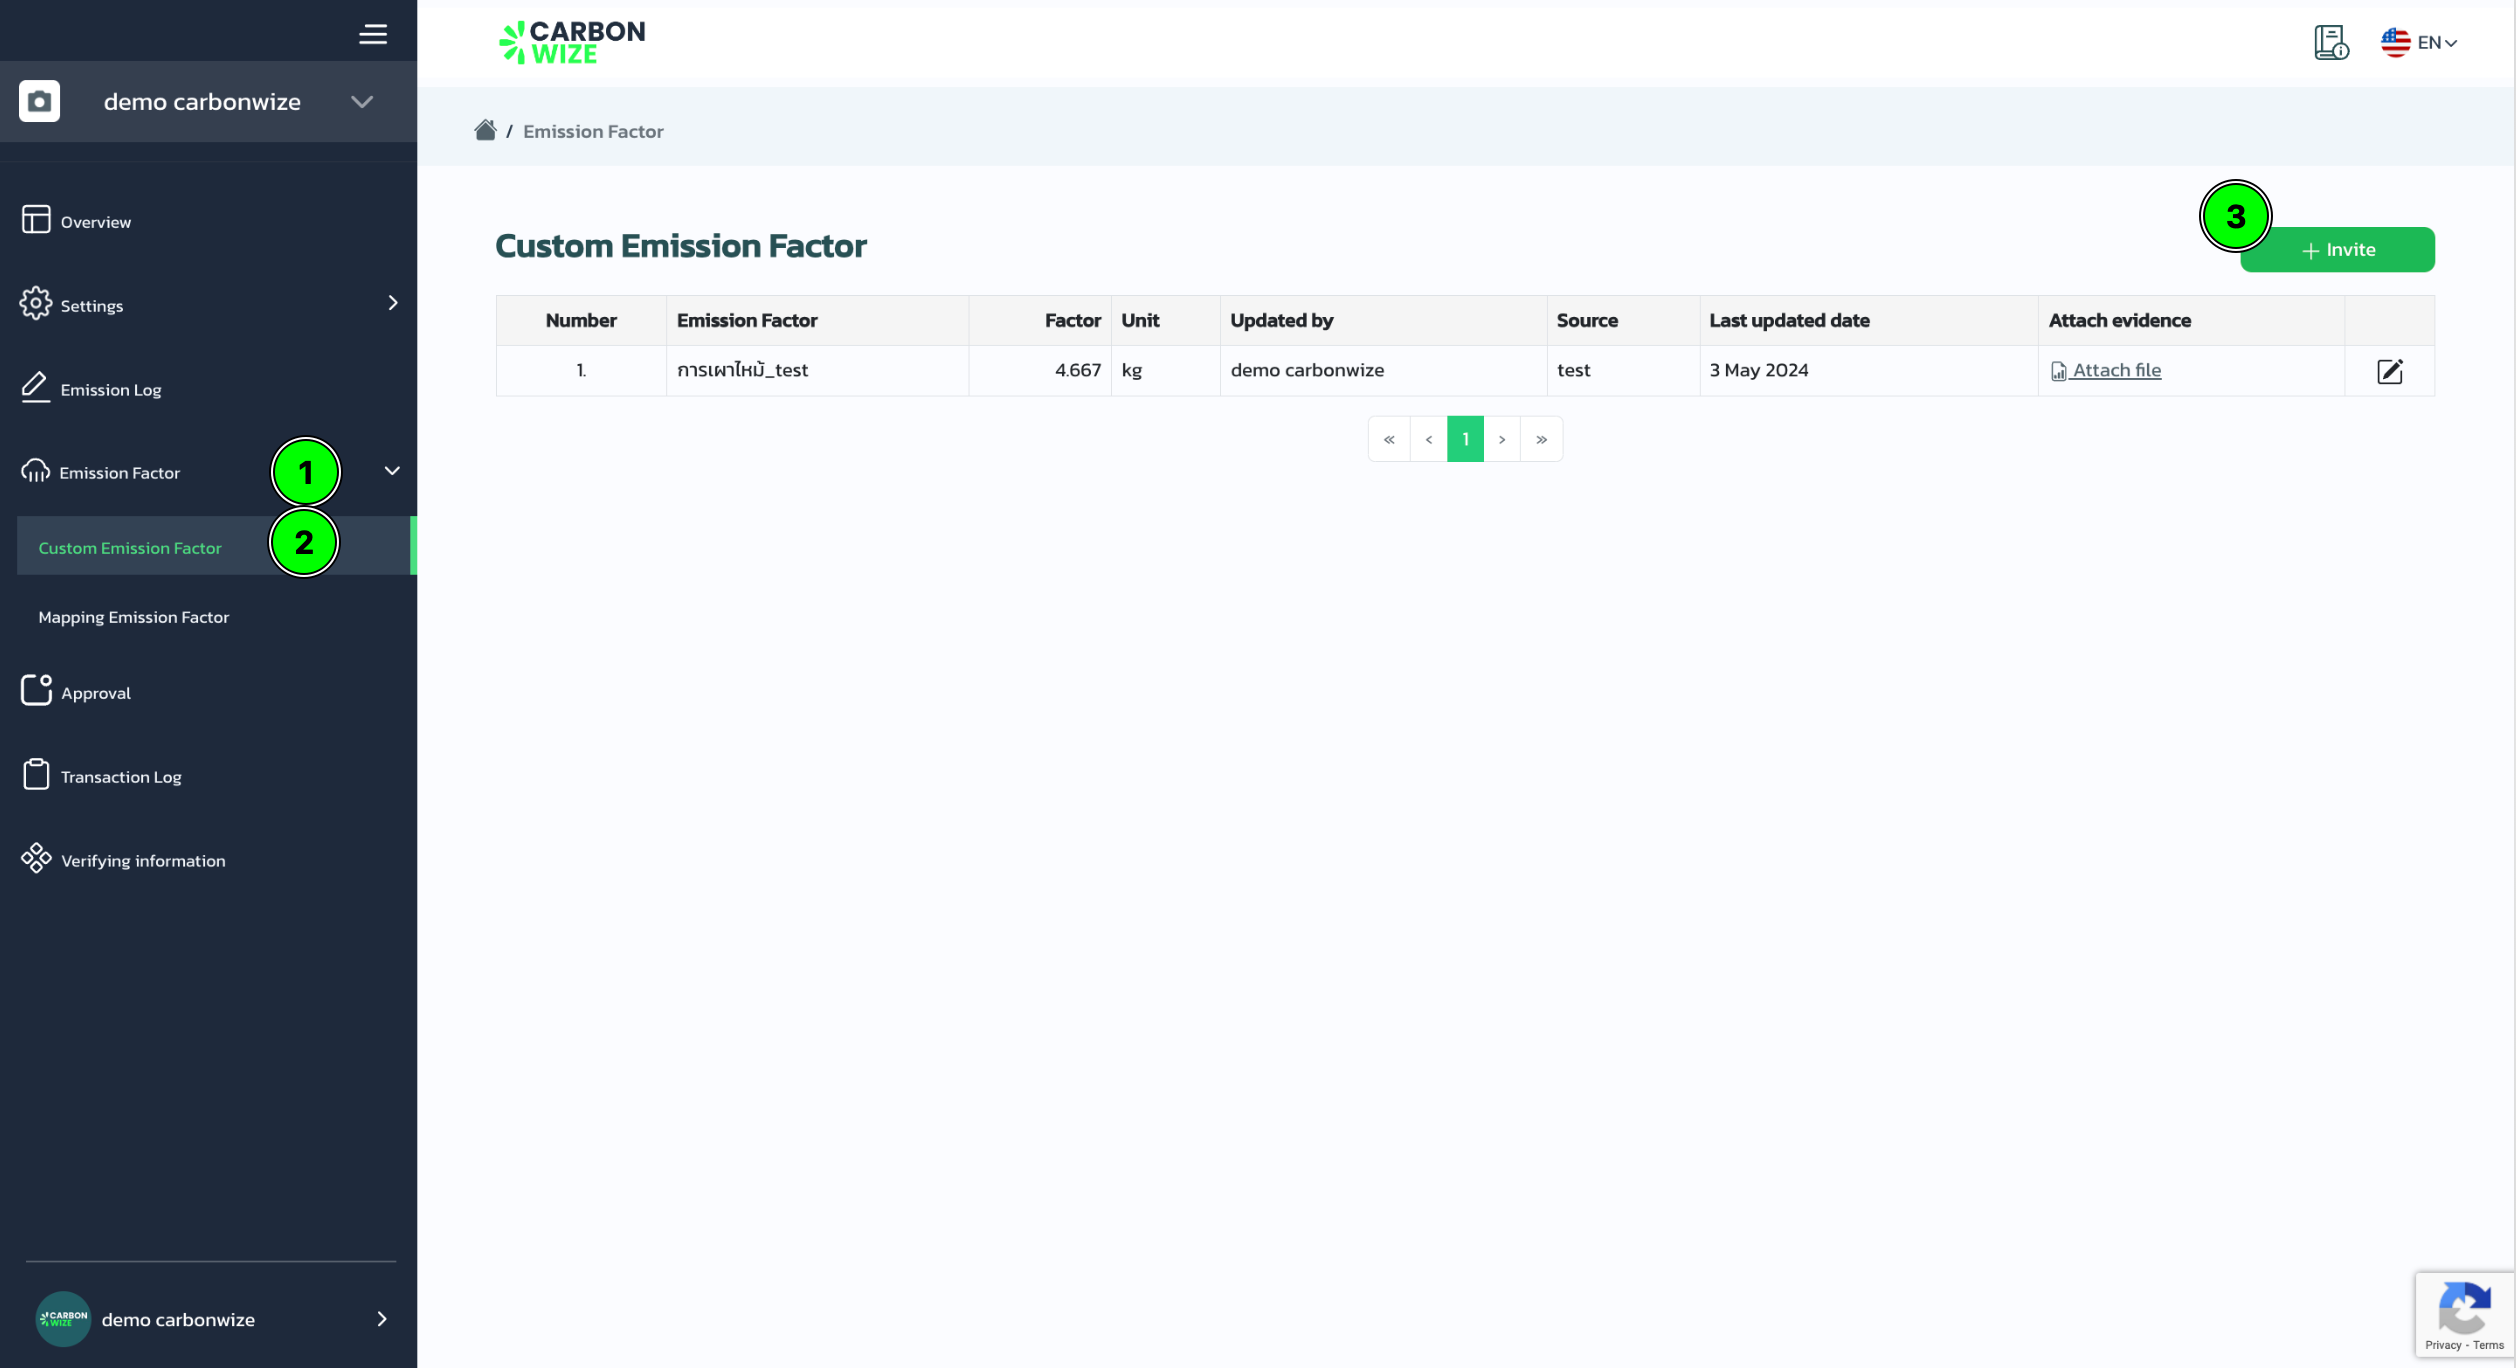 demo carbonwize
Overview
Settings
Emission Log
Emission Factor
1
Custom Emission Factor
2
Mapping Emission Factor
Approval
Transaction Log
Verifying information
CARBON
WIZE
demo carbonwize
CARBON
WIZE
EN
/ Emission Factor
Custom Emission Factor
3
+ Invite
Number Emission Factor Factor Unit Updated by Source Last updated date Attach evidence
1. การเผาไหม้_test 4.667 kg demo carbonwize test 3 May 2024 Attach file
« ‹ 1 › »
Privacy - Terms